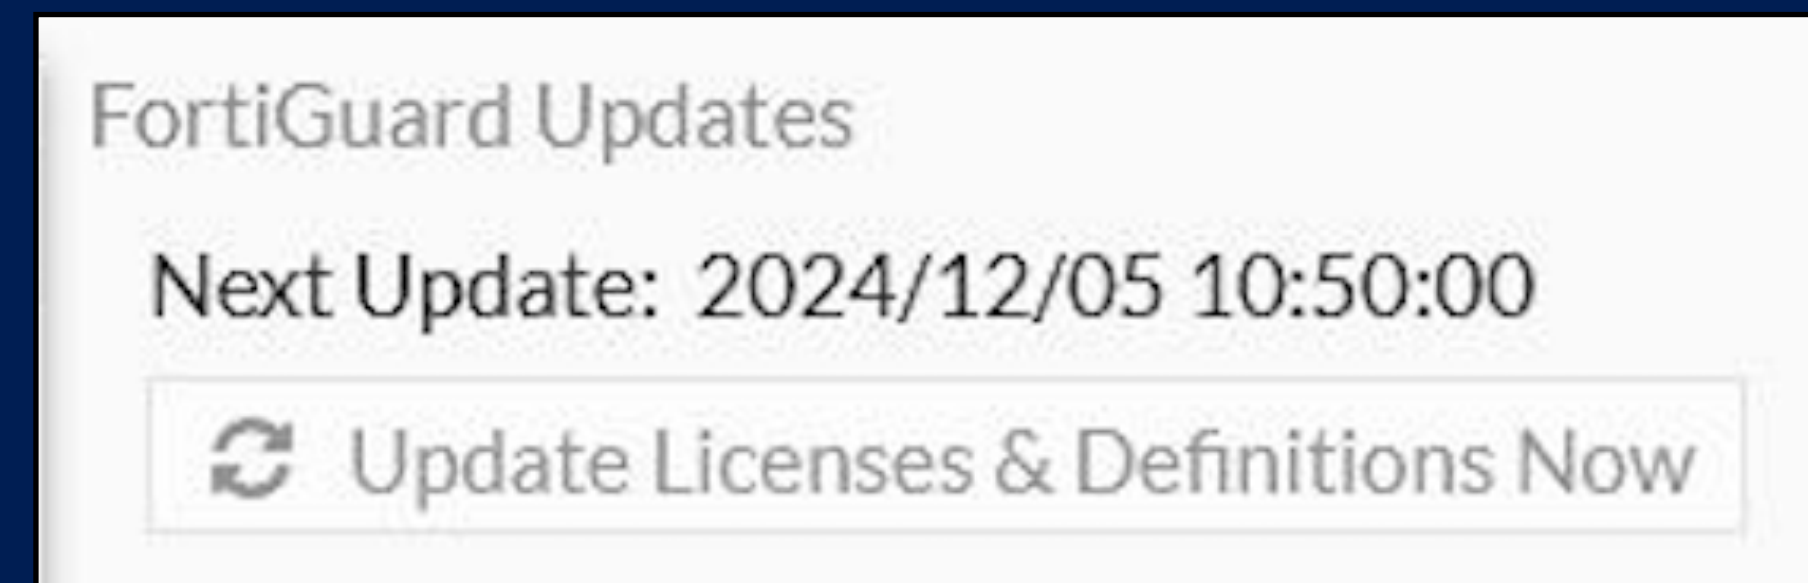 FortiGuard Updates
Next Update: 2024/12/05 10:50:00
Update Licenses & Definitions Now